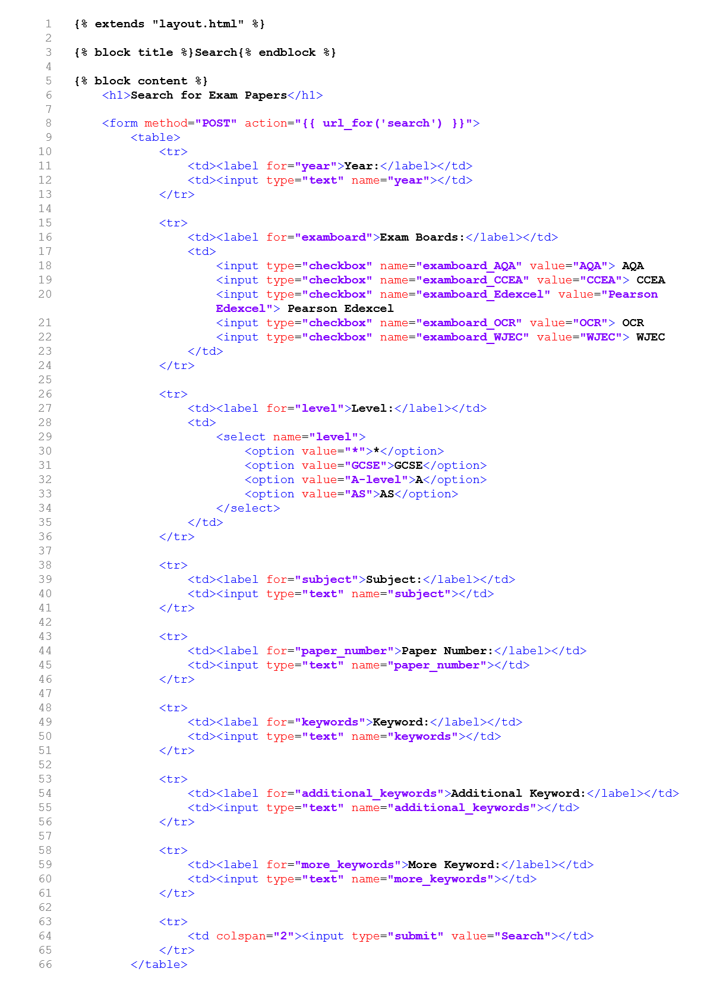 1 {% extends "layout.html" %}
2
3 {% block title %}Search{% endblock %}
4
5 {% block content %}
6 <h1>Search for Exam Papers</h1>
7
8 <form method="POST" action="{{ url_for('search') }}">
9 <table>
10 <tr>
11 <td><label for="year">Year:</label></td>
12 <td><input type="text" name="year"></td>
13 </tr>
14
15 <tr>
16 <td><label for="examboard">Exam Boards:</label></td>
17 <td>
18 <input type="checkbox" name="examboard_AQA" value="AQA"> AQA
19 <input type="checkbox" name="examboard_CCEA" value="CCEA"> CCEA
20 <input type="checkbox" name="examboard_Edexcel" value="Pearson
Edexcel"> Pearson Edexcel
21 <input type="checkbox" name="examboard_OCR" value="OCR"> OCR
22 <input type="checkbox" name="examboard_WJEC" value="WJEC"> WJEC
23 </td>
24 </tr>
25
26 <tr>
27 <td><label for="level">Level:</label></td>
28 <td>
29 <select name="level">
30 <option value="*">*</option>
31 <option value="GCSE">GCSE</option>
32 <option value="A-level">A</option>
33 <option value="AS">AS</option>
34 </select>
35 </td>
36 </tr>
37
38 <tr>
39 <td><label for="subject">Subject:</label></td>
40 <td><input type="text" name="subject"></td>
41 </tr>
42
43 <tr>
44 <td><label for="paper_number">Paper Number:</label></td>
45 <td><input type="text" name="paper_number"></td>
46 </tr>
47
48 <tr>
49 <td><label for="keywords">Keyword:</label></td>
50 <td><input type="text" name="keywords"></td>
51 </tr>
52
53 <tr>
54 <td><label for="additional_keywords">Additional Keyword:</label></td>
55 <td><input type="text" name="additional_keywords"></td>
56 </tr>
57
58 <tr>
59 <td><label for="more_keywords">More Keyword:</label></td>
60 <td><input type="text" name="more_keywords"></td>
61 </tr>
62
63 <tr>
64 <td colspan="2"><input type="submit" value="Search"></td>
65 </tr>
66 </table>